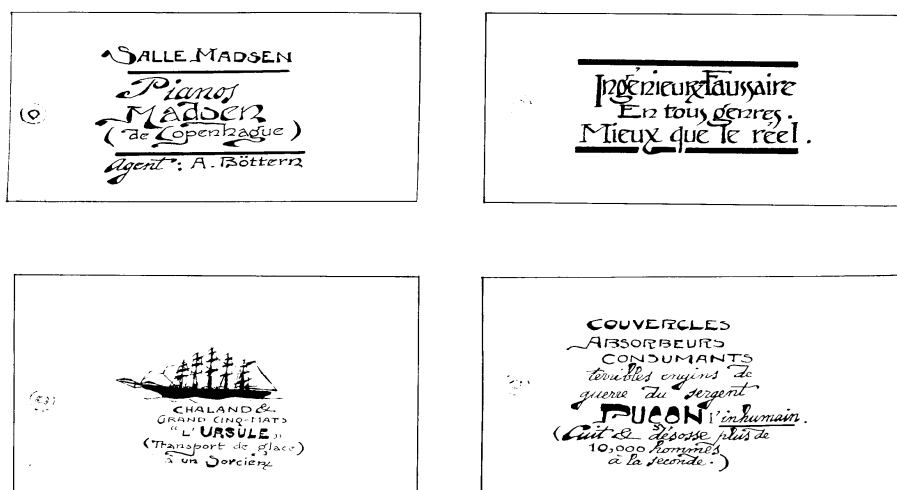 SALLE MADSEN
Pianos
MADSEN
(de Copenhague)
Agent : A. Böttern
Ingénieur Faussaire
En tous genres.
Mieux que le réel.
CHALAND &
GRAND CINQ-MATS
"L'URSULE"
(Transport de glace)
à un Sorcière
COUVERCLES
ABSORBEURS
CONSUMANTS
terribles engins de
guerre du sergent
PUCON l'inhumain.
(Cuit & désosse plus de
10,000 hommes
à la seconde.)